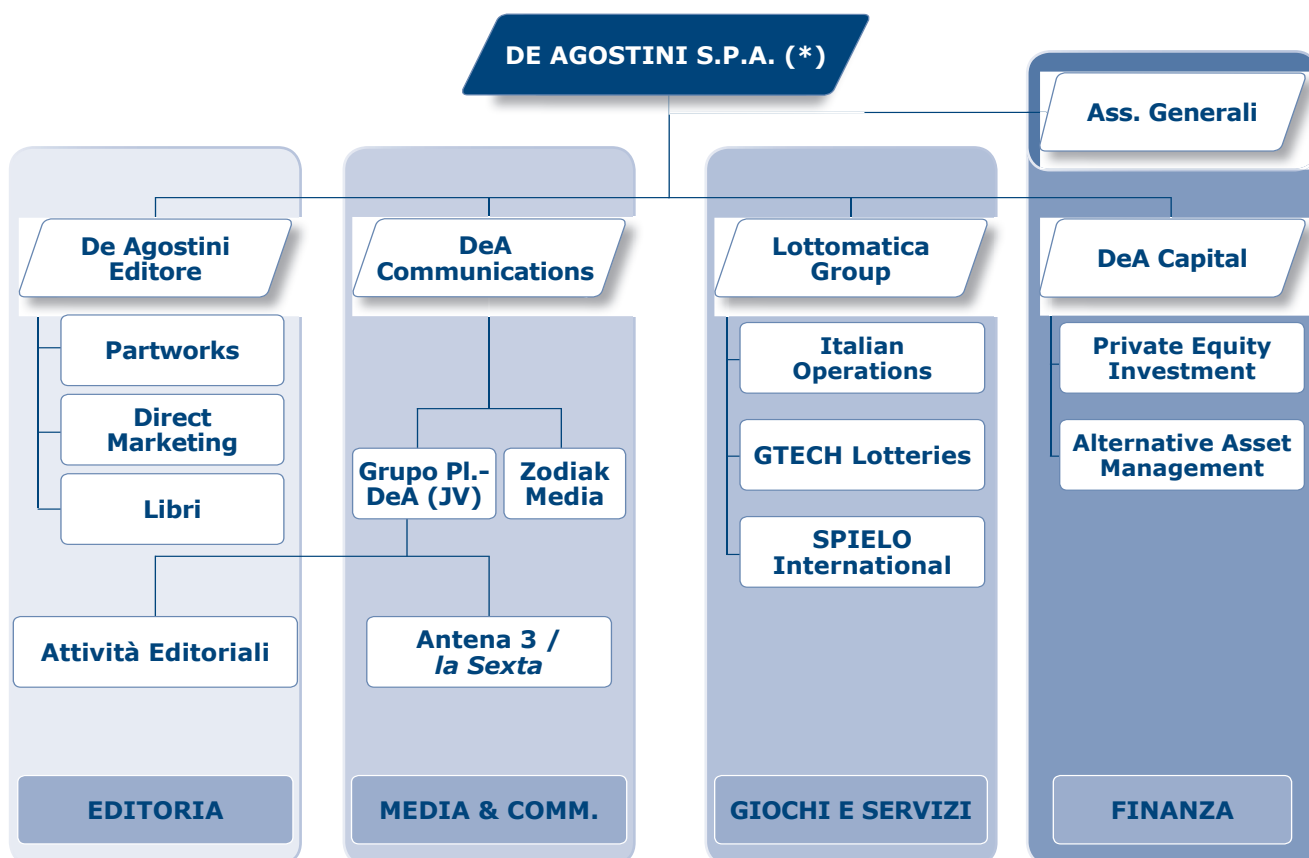 DE AGOSTINI S.P.A. (*)
Ass. Generali
De Agostini
Editore
DeA
Communications
Lottomatica
Group
DeA Capital
Partworks
Direct
Marketing
Libri
Grupo Pl.-
DeA (JV)
Zodiak
Media
Italian
Operations
GTECH Lotteries
SPIELO
International
Private Equity
Investment
Alternative Asset
Management
Attività Editoriali
Antena 3 /
la Sexta
EDITORIA
MEDIA & COMM.
GIOCHI E SERVIZI
FINANZA